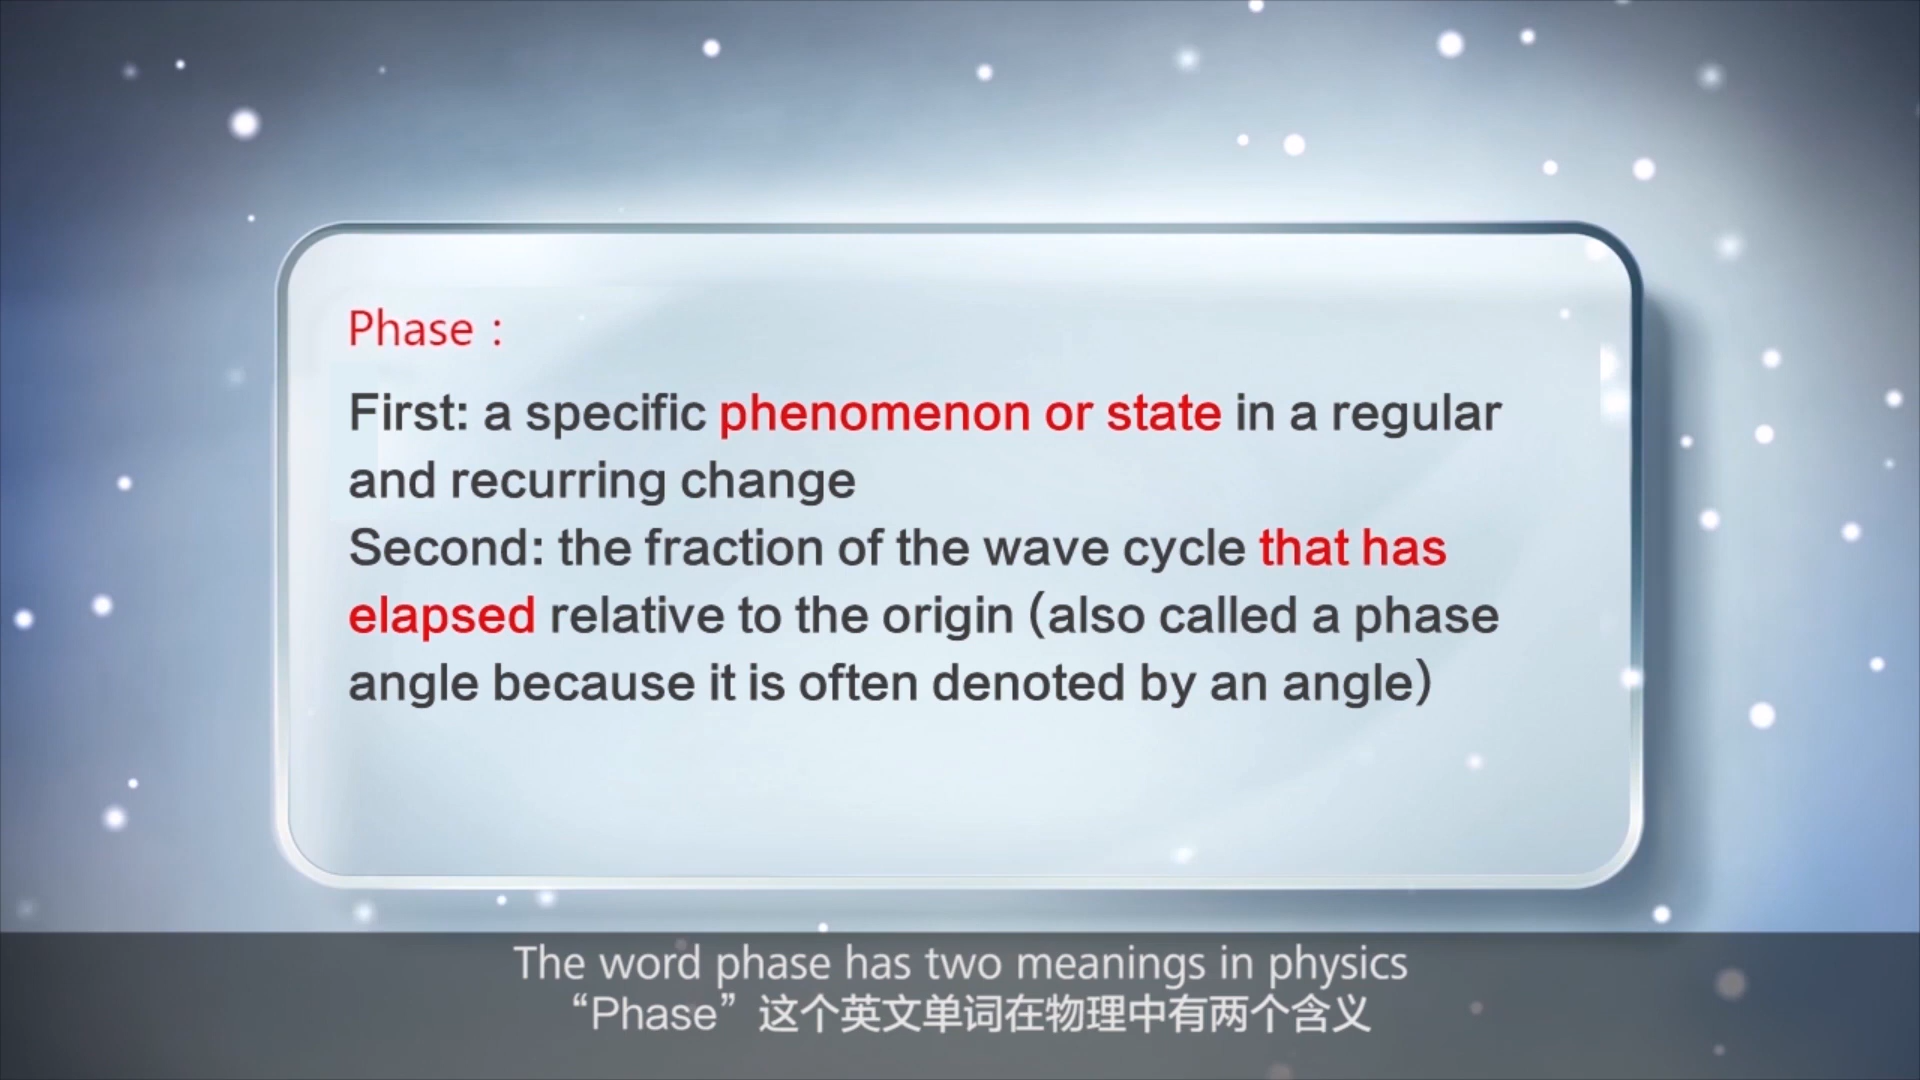 Phase :
First: a specific phenomenon or state in a regular
and recurring change
Second: the fraction of the wave cycle that has
elapsed relative to the origin (also called a phase
angle because it is often denoted by an angle)
The word phase has two meanings in physics
“Phase” 这个英文单词在物理中有两个含义